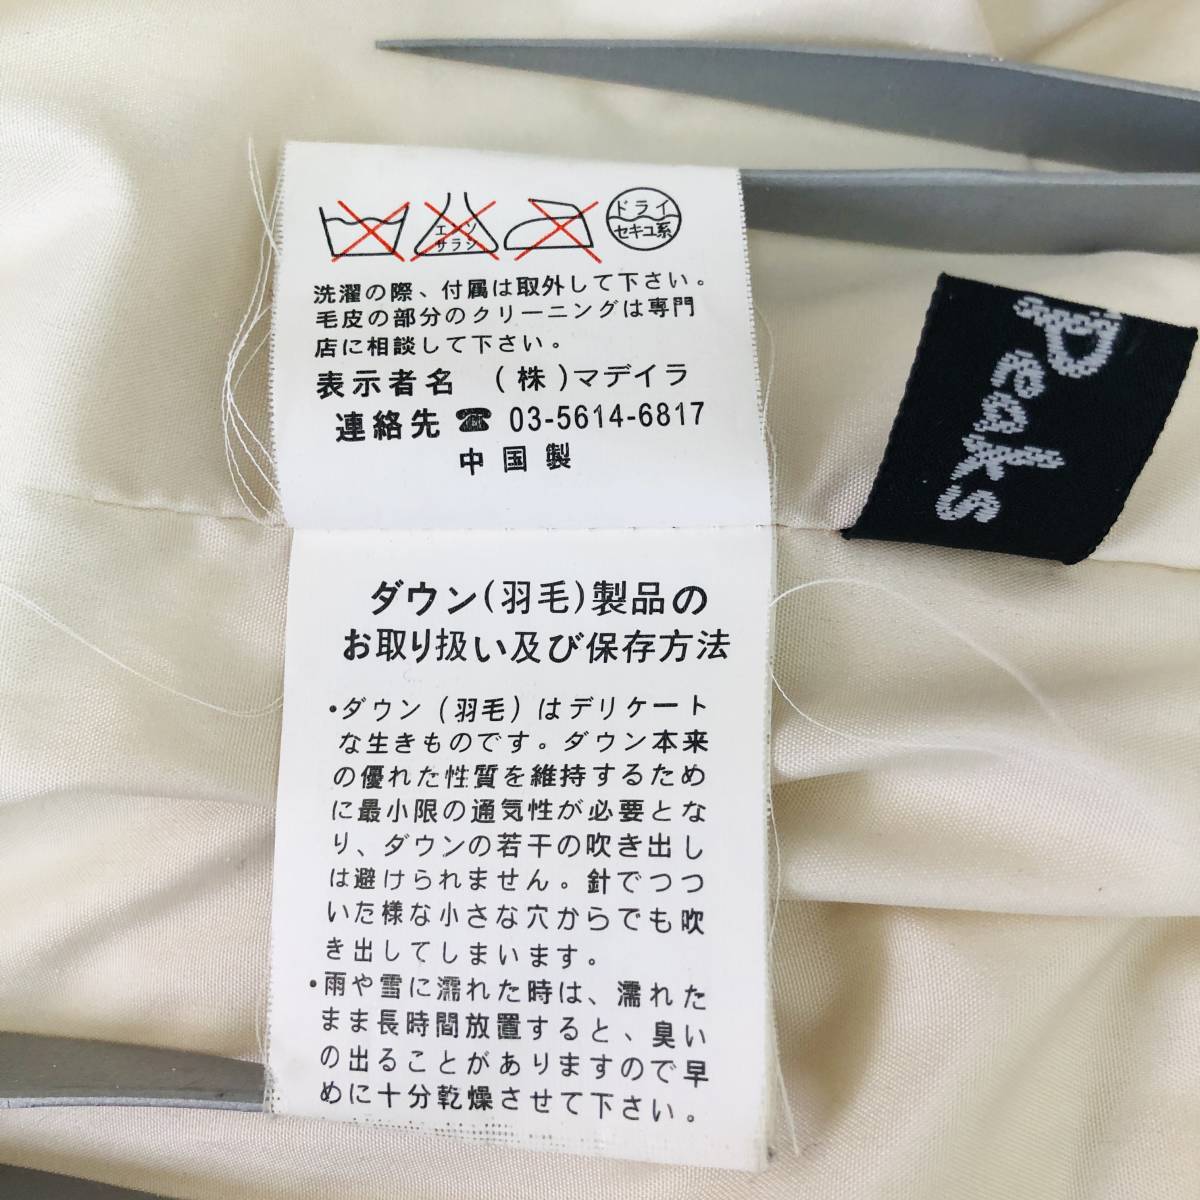 エンソ
サラシ
ドライ
セキユ系
洗濯の際、付属は取外して下さい。
毛皮の部分のクリーニングは専門
店に相談して下さい。
表示者名 (株)マデイラ
連絡先 ☎ 03-5614-6817
中国製
Peaks
ダウン(羽毛)製品の
お取り扱い及び保存方法
・ダウン(羽毛)はデリケート
な生きものです。ダウン本来
の優れた性質を維持するため
に最小限の通気性が必要とな
り、ダウンの若干の吹き出し
は避けられません。針でつつ
いた様な小さな穴からでも吹
き出してしまいます。
・雨や雪に濡れた時は、濡れた
まま長時間放置すると、臭い
の出ることがありますので早
めに十分乾燥させて下さい。